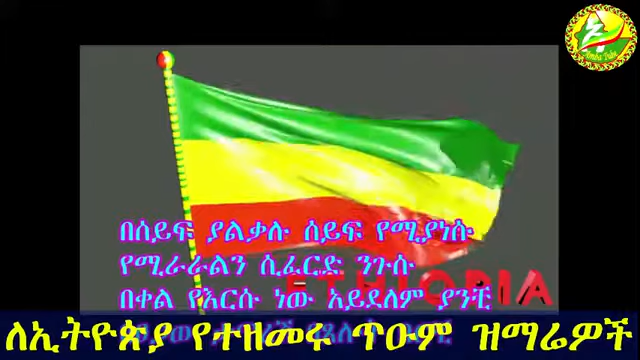 በሰይፍ ያልቃሉ ሰይፍ የሚያነሱ
የሚራራልን ሲፈርድ ንጉሱ
ETHIOPIA
በቀል የእርሱ ነው አይደለም ያንቺ
ለኢትዮጵያ የተዘመሩ ጥዑም ዝማሬዎች